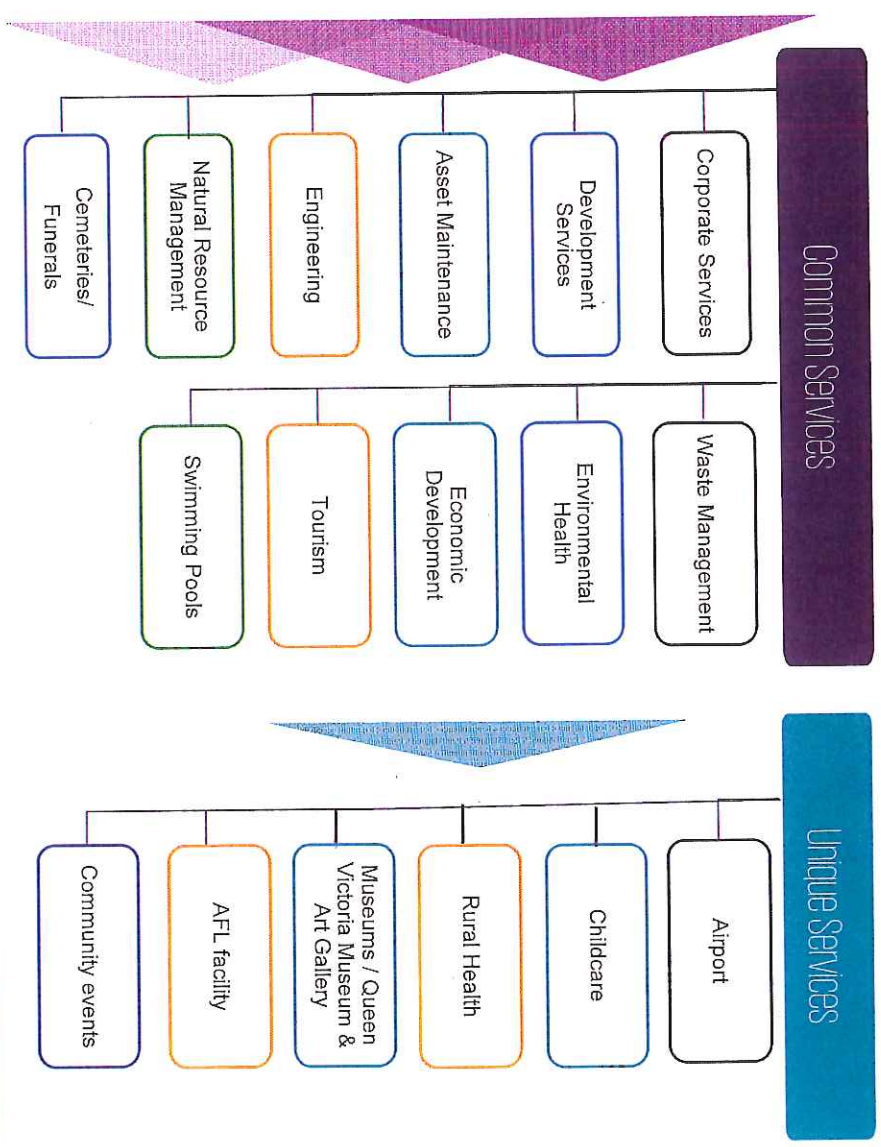 Common Services
Corporate Services
Development
Services
Asset Maintenance
Engineering
Natural Resource
Management
Cemeteries/
Funerals
Waste Management
Environmental
Health
Economic
Development
Tourism
Swimming Pools
Unique Services
Airport
Childcare
Rural Health
Museums / Queen
Victoria Museum &
Art Gallery
AFL facility
Community events